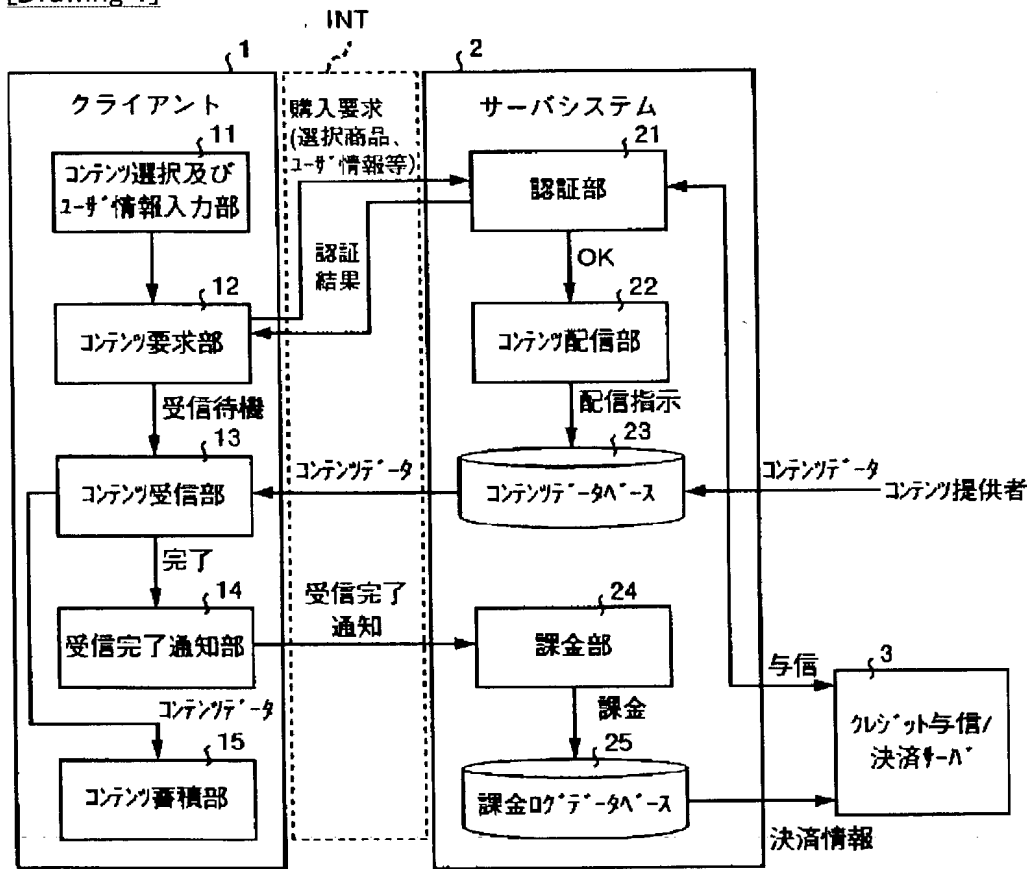 [Drawing 1]
INT
1
2
クライアント
購入要求
(選択商品、
ﾕｰｻﾞ情報等)
サーバシステム
11
ｺﾝﾃﾝﾂ選択及び
ﾕｰｻﾞ情報入力部
21
認証部
認証
結果
OK
12
ｺﾝﾃﾝﾂ要求部
22
ｺﾝﾃﾝﾂ配信部
受信待機
配信指示
13
ｺﾝﾃﾝﾂ受信部
ｺﾝﾃﾝﾂﾃﾞｰﾀ
23
ｺﾝﾃﾝﾂﾃﾞｰﾀﾍﾞｰｽ
ｺﾝﾃﾝﾂﾃﾞｰﾀ
ｺﾝﾃﾝﾂ提供者
完了
14
受信完了通知部
受信完了
通知
24
課金部
与信
3
ｸﾚｼﾞｯﾄ与信/
決済ｻｰﾊﾞ
ｺﾝﾃﾝﾂﾃﾞｰﾀ
課金
15
ｺﾝﾃﾝﾂ蓄積部
25
課金ﾛｸﾞﾃﾞｰﾀﾍﾞｰｽ
決済情報